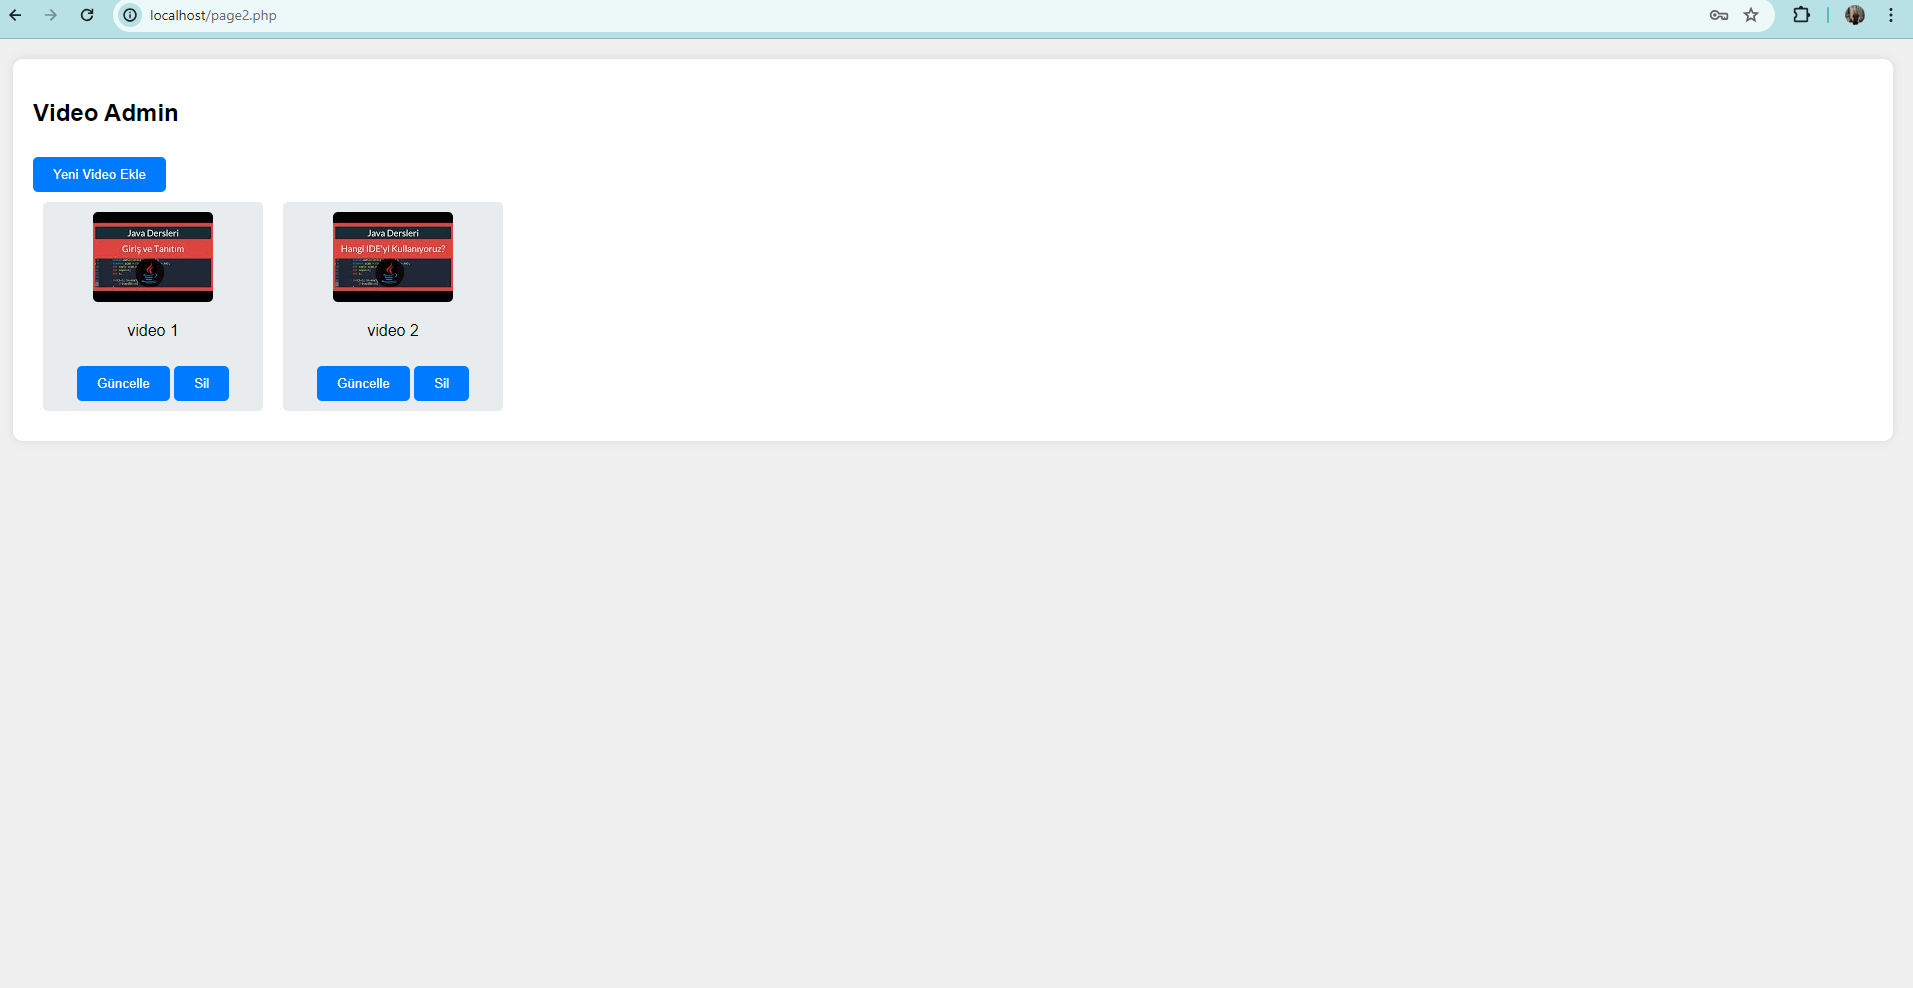 localhost/page2.php
Video Admin
Yeni Video Ekle
Java Dersleri
Giriş ve Tanıtım
video 1
Güncelle Sil
Java Dersleri
Hangi IDE'yi Kullanıyoruz?
video 2
Güncelle Sil